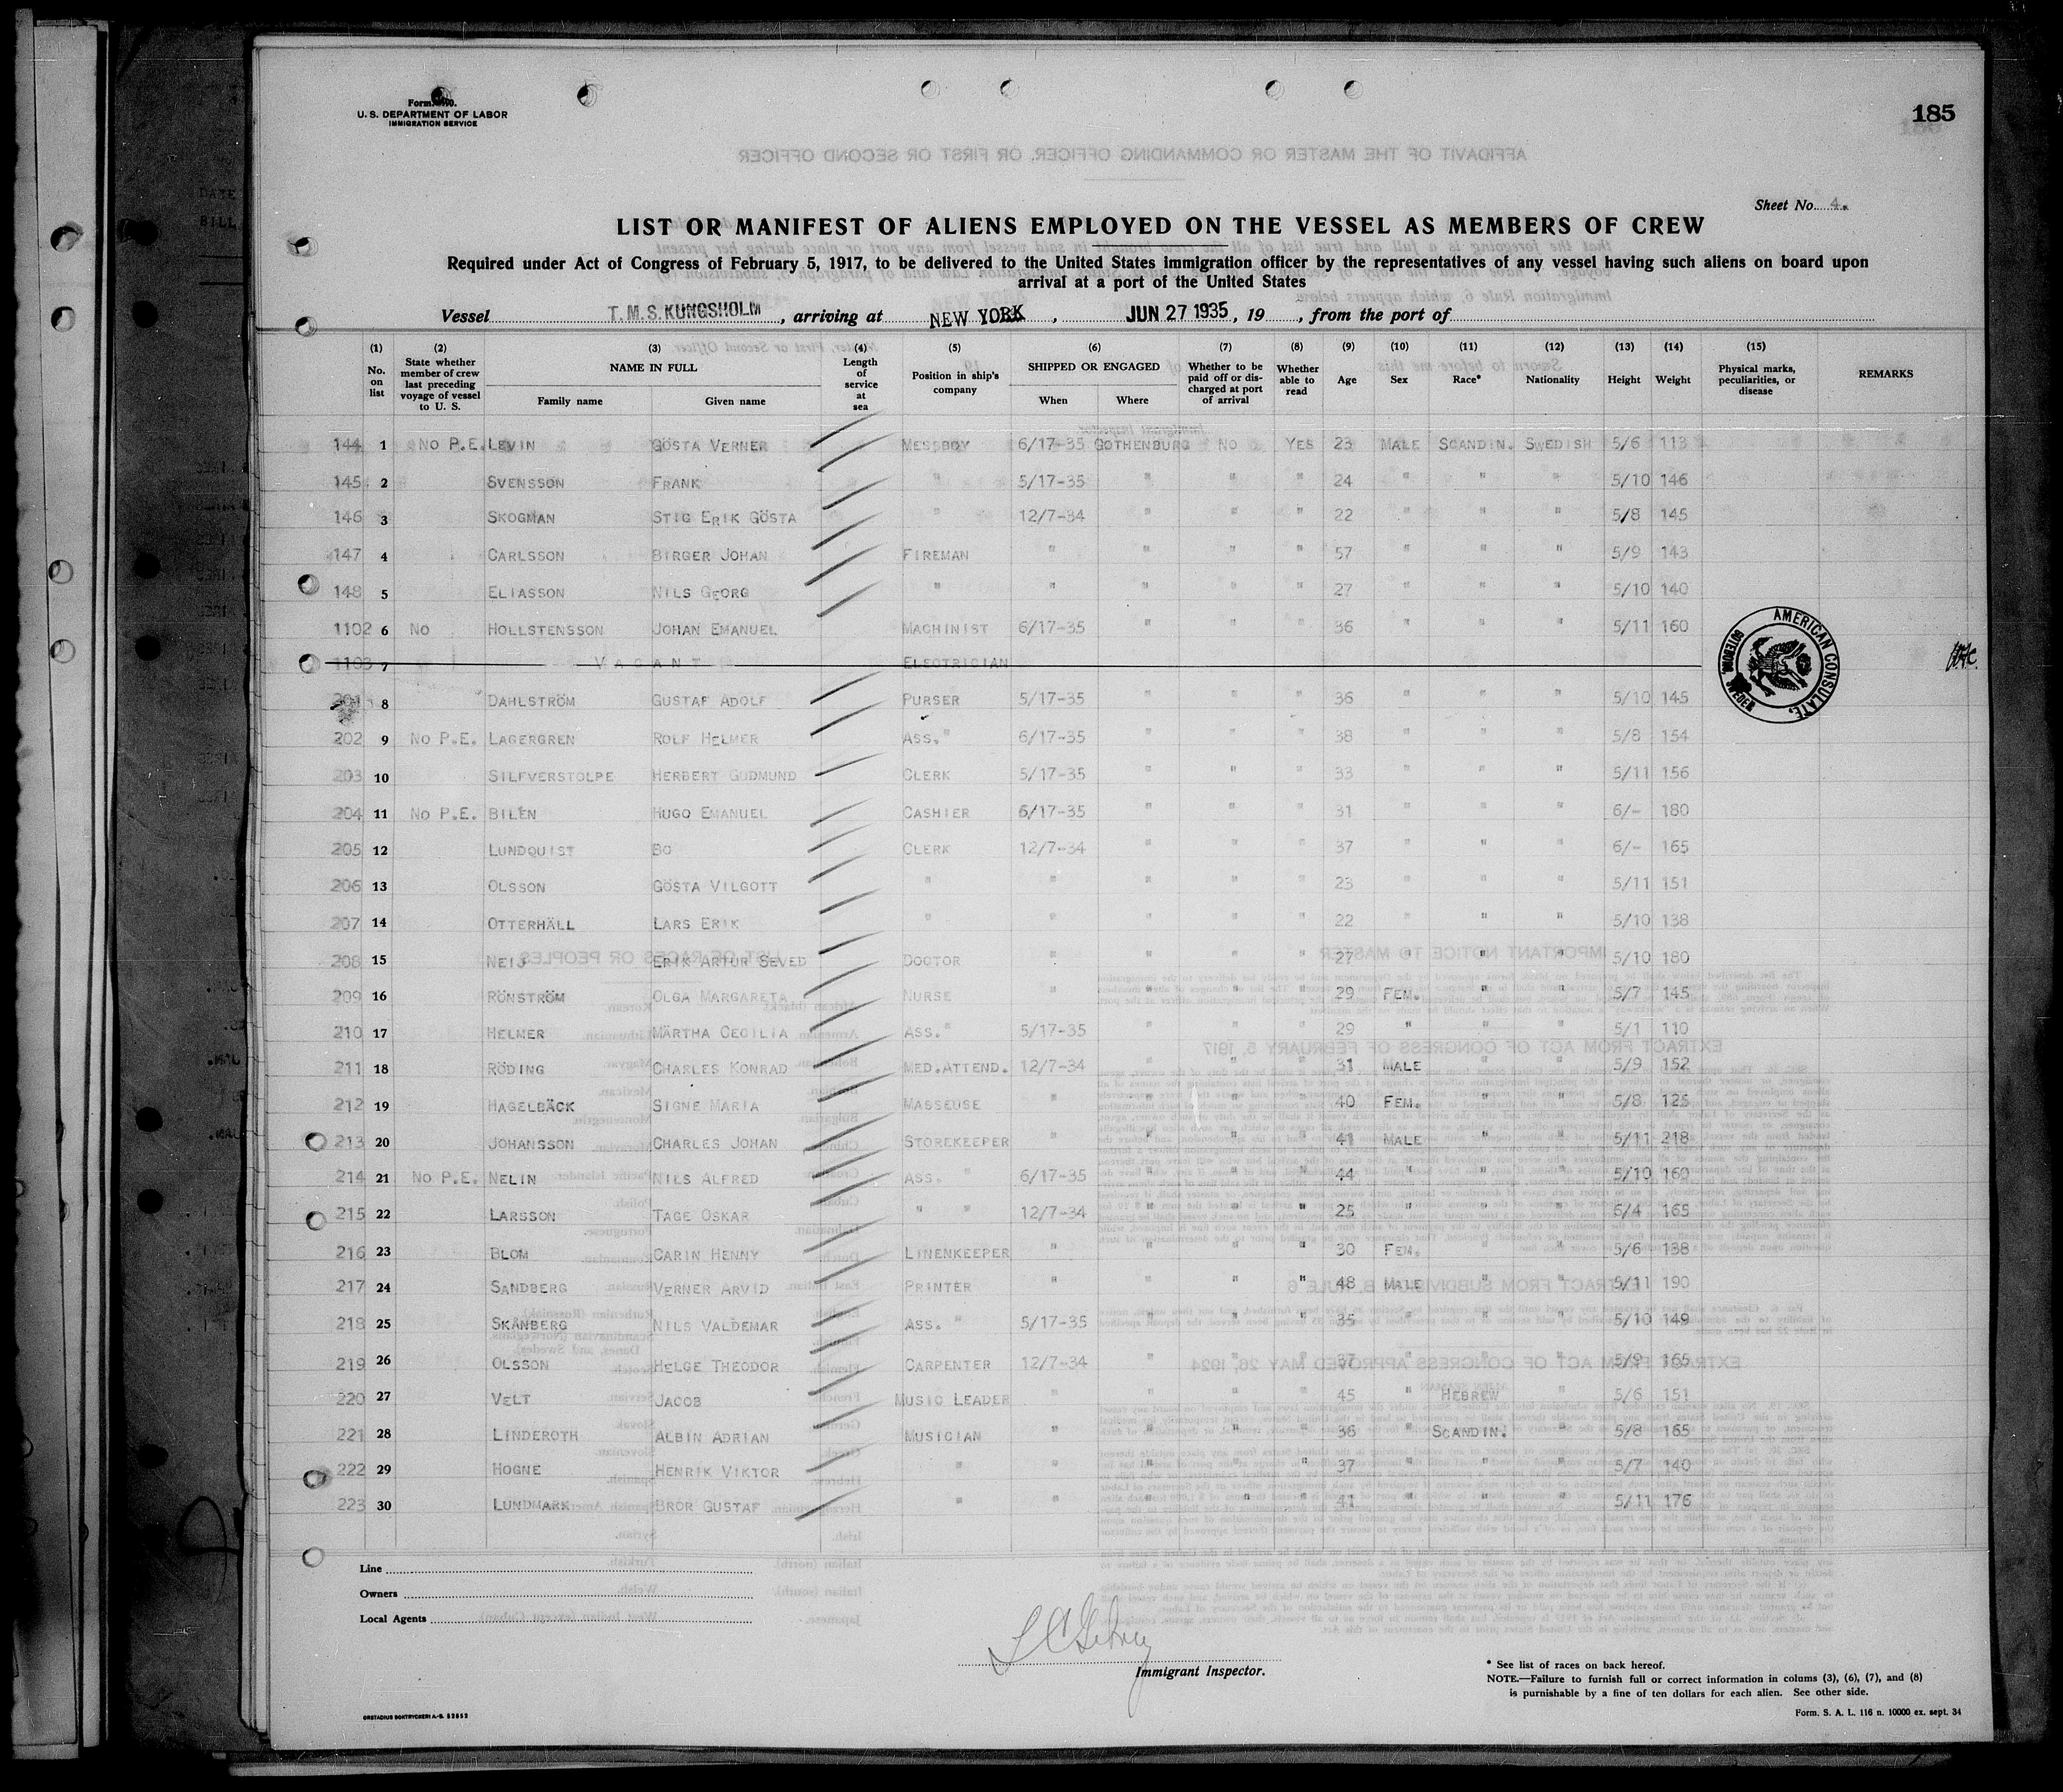 Form 680.
U. S. DEPARTMENT OF LABOR
IMMIGRATION SERVICE
185
Sheet No. 4.
LIST OR MANIFEST OF ALIENS EMPLOYED ON THE VESSEL AS MEMBERS OF CREW
Required under Act of Congress of February 5, 1917, to be delivered to the United States immigration officer by the representatives of any vessel having such aliens on board upon
arrival at a port of the United States
Vessel T.M.S. KUNGSHOLM, arriving at NEW YORK, JUN 27 1935, 19 , from the port of
(1) No. on list (2) State whether member of crew last preceding voyage of vessel to U. S. (3) NAME IN FULL Family name Given name (4) Length of service at sea (5) Position in ship's company (6) SHIPPED OR ENGAGED When Where (7) Whether to be paid off or discharged at port of arrival (8) Whether able to read (9) Age (10) Sex (11) Race* (12) Nationality (13) Height (14) Weight (15) Physical marks, peculiarities, or disease REMARKS
144 1 No P.E. LEVIN GÖSTA VERNER MESSBOY 6/17-35 GOTHENBURG NO YES 23 MALE SCANDIN. SWEDISH 5/6 113
145 2 SVENSSON FRANK " 5/17-35 " " " 24 " " " 5/10 146
146 3 SKOGMAN STIG ERIK GÖSTA " 12/7-34 " " " 22 " " " 5/8 145
147 4 CARLSSON BIRGER JOHAN FIREMAN " " " " 57 " " " 5/9 143
148 5 ELIASSON NILS GEORG " " " " " 27 " " " 5/10 140
1102 6 No HOLLSTENSSON JOHAN EMANUEL MACHINIST 6/17-35 " " " 36 " " " 5/11 160
1103 7 VACANT ELECTRICIAN
201 8 DAHLSTRÖM GUSTAF ADOLF PURSER 5/17-35 " " " 36 " " " 5/10 145
202 9 No P.E. LAGERGREN ROLF HELMER ASS. " 6/17-35 " " " 38 " " " 5/8 154
203 10 SILFVERSTOLPE HERBERT GUDMUND CLERK 5/17-35 " " " 33 " " " 5/11 156
204 11 No P.E. BILÉN HUGO EMANUEL CASHIER 6/17-35 " " " 31 " " " 6/- 180
205 12 LUNDQUIST BO CLERK 12/7-34 " " " 37 " " " 6/- 165
206 13 OLSSON GÖSTA VILGOTT " " " " " 23 " " " 5/11 151
207 14 OTTERHÄLL LARS ERIK " " " " " 22 " " " 5/10 138
208 15 NEIJ ERIK ARTUR SEVED DOCTOR " " " " 27 " " " 5/10 180
209 16 RÖNSTRÖM OLGA MARGARETA NURSE " " " " 29 FEM. " " 5/7 145
210 17 HELMER MÄRTHA CECILIA ASS. " 5/17-35 " " " 29 " " " 5/1 110
211 18 RÖDING CHARLES KONRAD MED.ATTEND. 12/7-34 " " " 31 MALE " " 5/9 152
212 19 HAGELBÄCK SIGNE MARIA MASSEUSE " " " " 40 FEM. " " 5/8 125
213 20 JOHANSSON CHARLES JOHAN STOREKEEPER " " " " 41 MALE " " 5/11 218
214 21 No P.E. NELIN NILS ALFRED ASS. " 6/17-35 " " " 44 " " " 5/10 160
215 22 LARSSON TAGE OSKAR " " 12/7-34 " " " 25 " " " 6/4 165
216 23 BLOM CARIN HENNY LINENKEEPER " " " " 30 FEM. " " 5/6 138
217 24 SANDBERG VERNER ARVID PRINTER " " " " 48 MALE " " 5/11 190
218 25 SKÅNBERG NILS VALDEMAR ASS. " 5/17-35 " " " 35 " " " 5/10 149
219 26 OLSSON HELGE THEODOR CARPENTER 12/7-34 " " " 37 " " " 5/9 165
220 27 VELT JACOB MUSIC LEADER " " " " 45 " HEBREW " 5/6 151
221 28 LINDEROTH ALBIN ADRIAN MUSICIAN " " " " 36 " SCANDIN. " 5/8 165
222 29 HOGNE HENRIK VIKTOR " " " " " 37 " " " 5/7 140
223 30 LUNDMARK BROR GUSTAF " " " " " 41 " " " 5/11 176
AMERICAN CONSULATE,
SWEDEN
Line
Owners
Local Agents
Immigrant Inspector.
* See list of races on back hereof.
NOTE.—Failure to furnish full or correct information in colums (3), (6), (7), and (8)
is purnishable by a fine of ten dollars for each alien. See other side.
Form. S. A. L. 116 n. 10000 ex. sept. 34